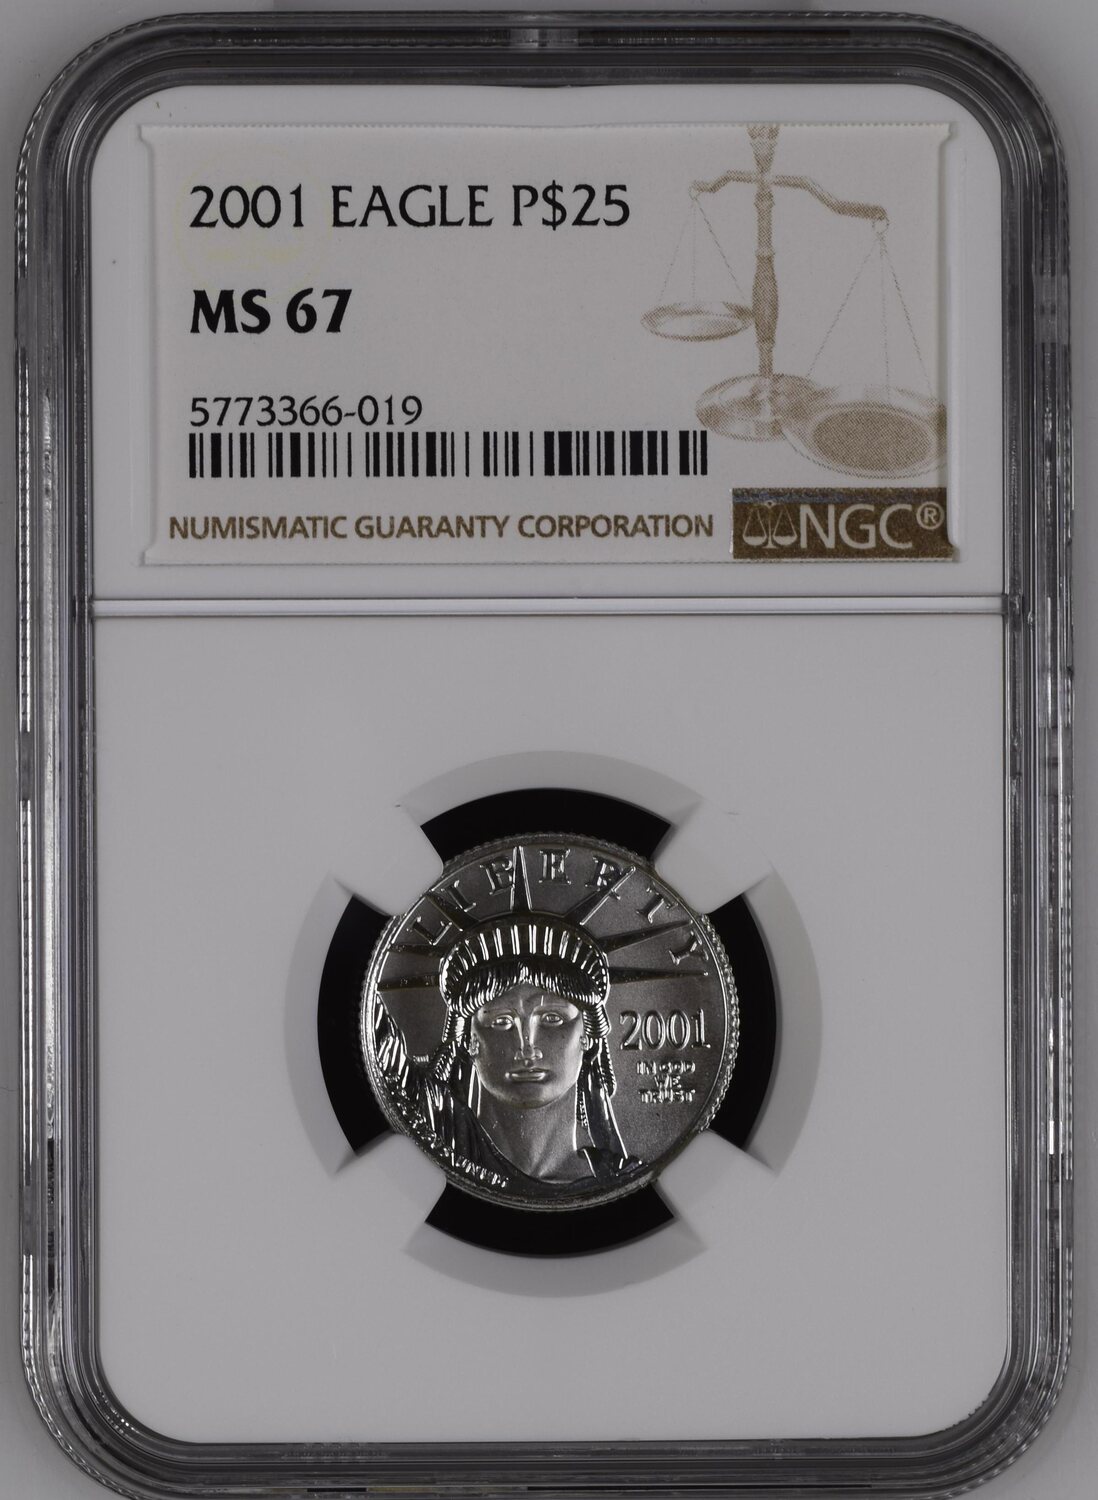 2001 EAGLE P$25
MS 67
5773366-019
NUMISMATIC GUARANTY CORPORATION
NGC®
LIBERTY
2001
IN GOD
WE
TRUST